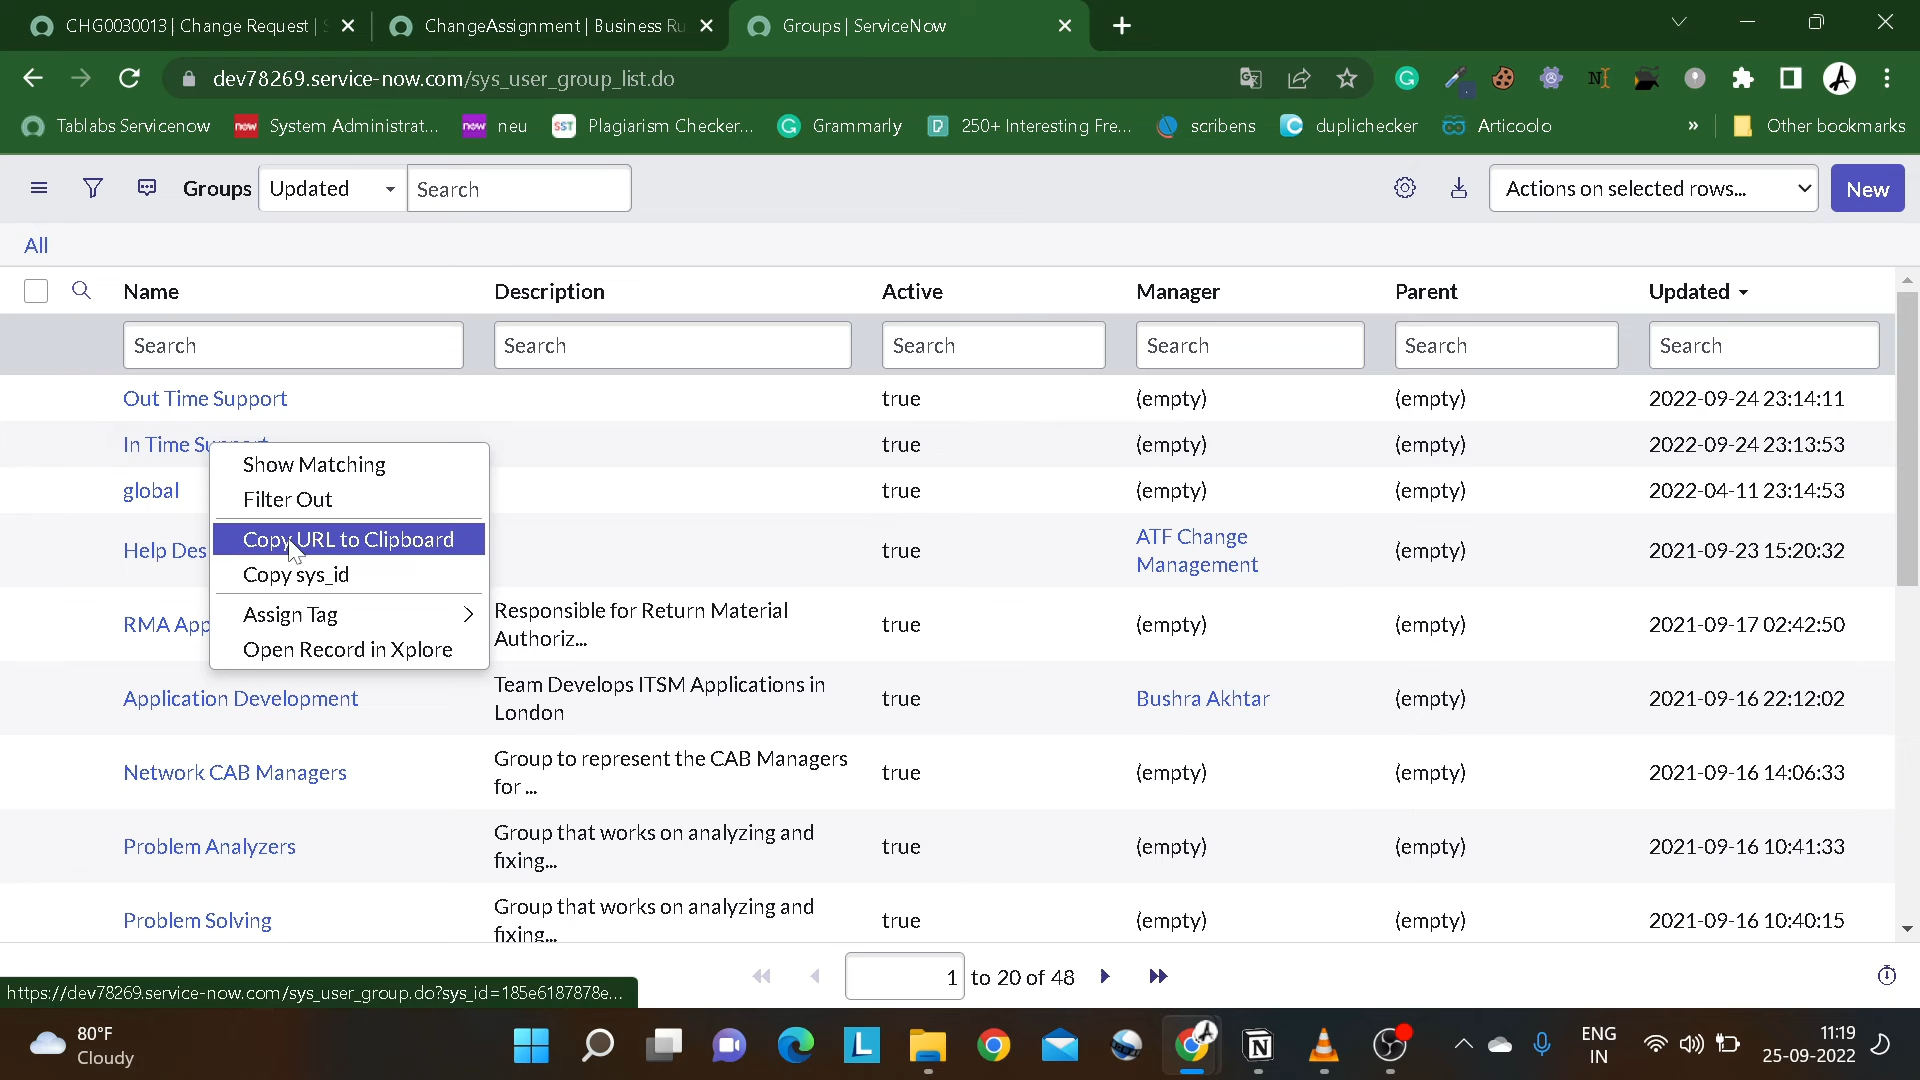 CHG0030013 | Change Request |
ChangeAssignment | Business Ru
Groups | ServiceNow
dev78269.service-now.com/sys_user_group_list.do
Tablabs Servicenow
now System Administrat...
now neu
SST Plagiarism Checker...
Grammarly
250+ Interesting Fre...
scribens
duplichecker
Articoolo
»
Other bookmarks
Groups
Updated
Search
Actions on selected rows...
New
All
Name Description Active Manager Parent Updated
Search Search Search Search Search Search
Out Time Support true (empty) (empty) 2022-09-24 23:14:11
In Time true (empty) (empty) 2022-09-24 23:13:53
global true (empty) (empty) 2022-04-11 23:14:53
Help Des true ATF Change (empty) 2021-09-23 15:20:32
Management
RMA App Responsible for Return Material true (empty) (empty) 2021-09-17 02:42:50
Authoriz...
Show Matching
Filter Out
Copy URL to Clipboard
Copy sys_id
Assign Tag
Open Record in Xplore
Application Development Team Develops ITSM Applications in true Bushra Akhtar (empty) 2021-09-16 22:12:02
London
Network CAB Managers Group to represent the CAB Managers true (empty) (empty) 2021-09-16 14:06:33
for ...
Problem Analyzers Group that works on analyzing and true (empty) (empty) 2021-09-16 10:41:33
fixing...
Problem Solving Group that works on analyzing and true (empty) (empty) 2021-09-16 10:40:15
fixing...
1 to 20 of 48
https://dev78269.service-now.com/sys_user_group.do?sys_id=185e6187878e...
80°F
Cloudy
ENG
IN
11:19
25-09-2022